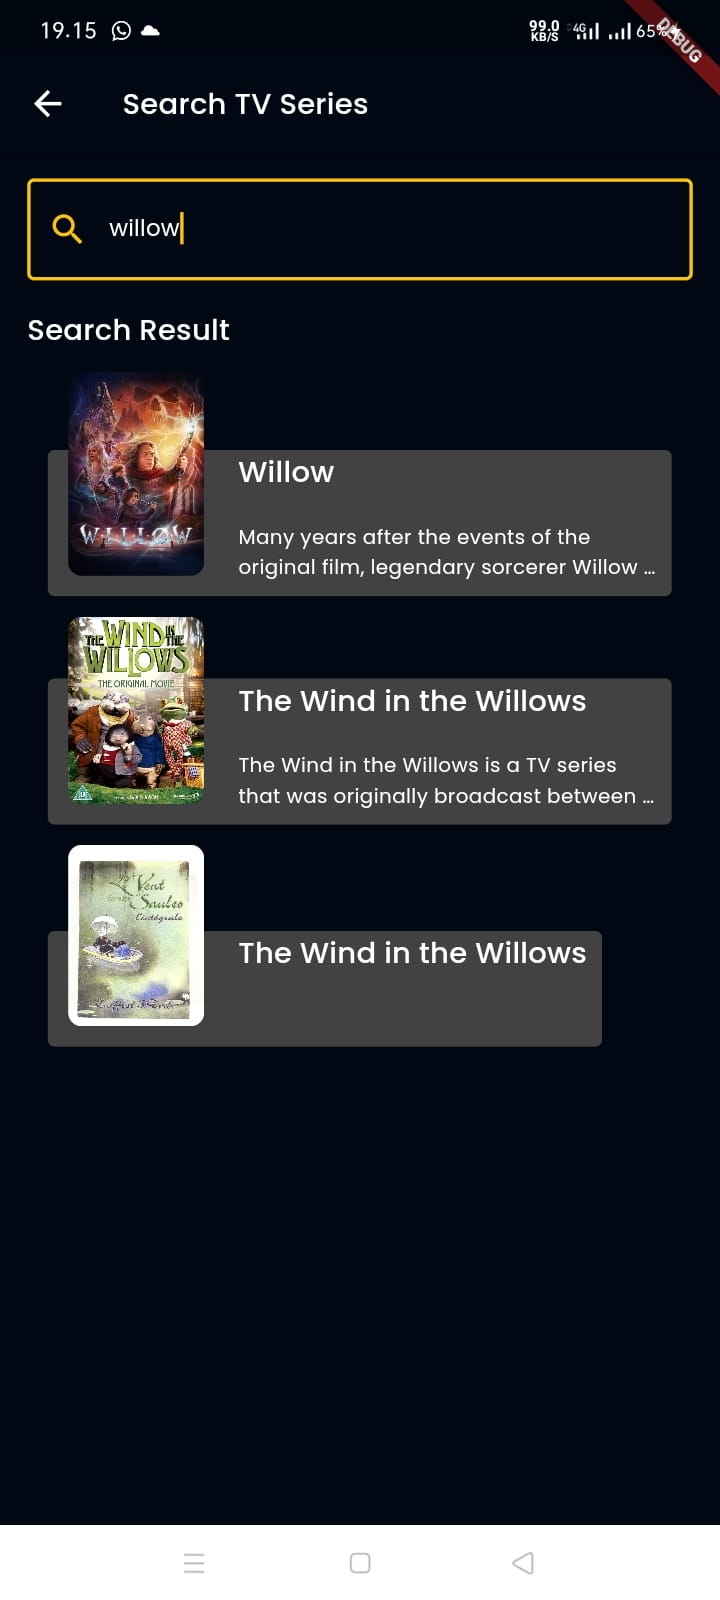 19.15
99.0
KB/S
4G
65%
DEBUG
Search TV Series
willow
Search Result
WILLOW
Willow
Many years after the events of the
original film, legendary sorcerer Willow ...
THE WIND IN THE
WILLOWS
THE ORIGINAL MOVIE
The Wind in the Willows
The Wind in the Willows is a TV series
that was originally broadcast between ...
Vent
Saules
l'intégrale
The Wind in the Willows